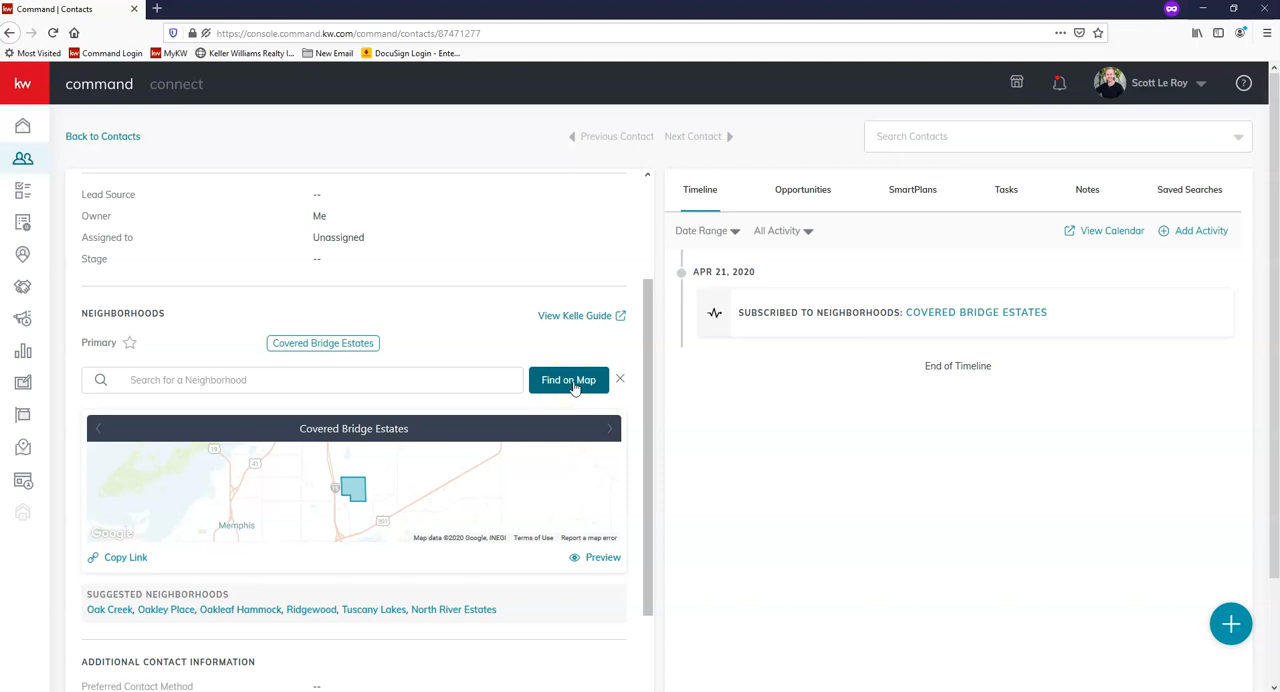 Command | Contacts
https://console.command.kw.com/command/contacts/87471277
Most Visited Command Login MyKW Keller Williams Realty I... New Email DocuSign Login - Ente...
kw command connect Scott Le Roy
Back to Contacts Previous Contact Next Contact Search Contacts
Lead Source --
Owner Me
Assigned to Unassigned
Stage --
NEIGHBORHOODS View Kelle Guide
Primary Covered Bridge Estates
Search for a Neighborhood Find on Map
Covered Bridge Estates
19
41
75
301
Memphis
Google Map data ©2020 Google, INEGI Terms of Use Report a map error
Copy Link Preview
SUGGESTED NEIGHBORHOODS
Oak Creek, Oakley Place, Oakleaf Hammock, Ridgewood, Tuscany Lakes, North River Estates
ADDITIONAL CONTACT INFORMATION
Preferred Contact Method --
Timeline Opportunities SmartPlans Tasks Notes Saved Searches
Date Range All Activity View Calendar Add Activity
APR 21, 2020
SUBSCRIBED TO NEIGHBORHOODS: COVERED BRIDGE ESTATES
End of Timeline